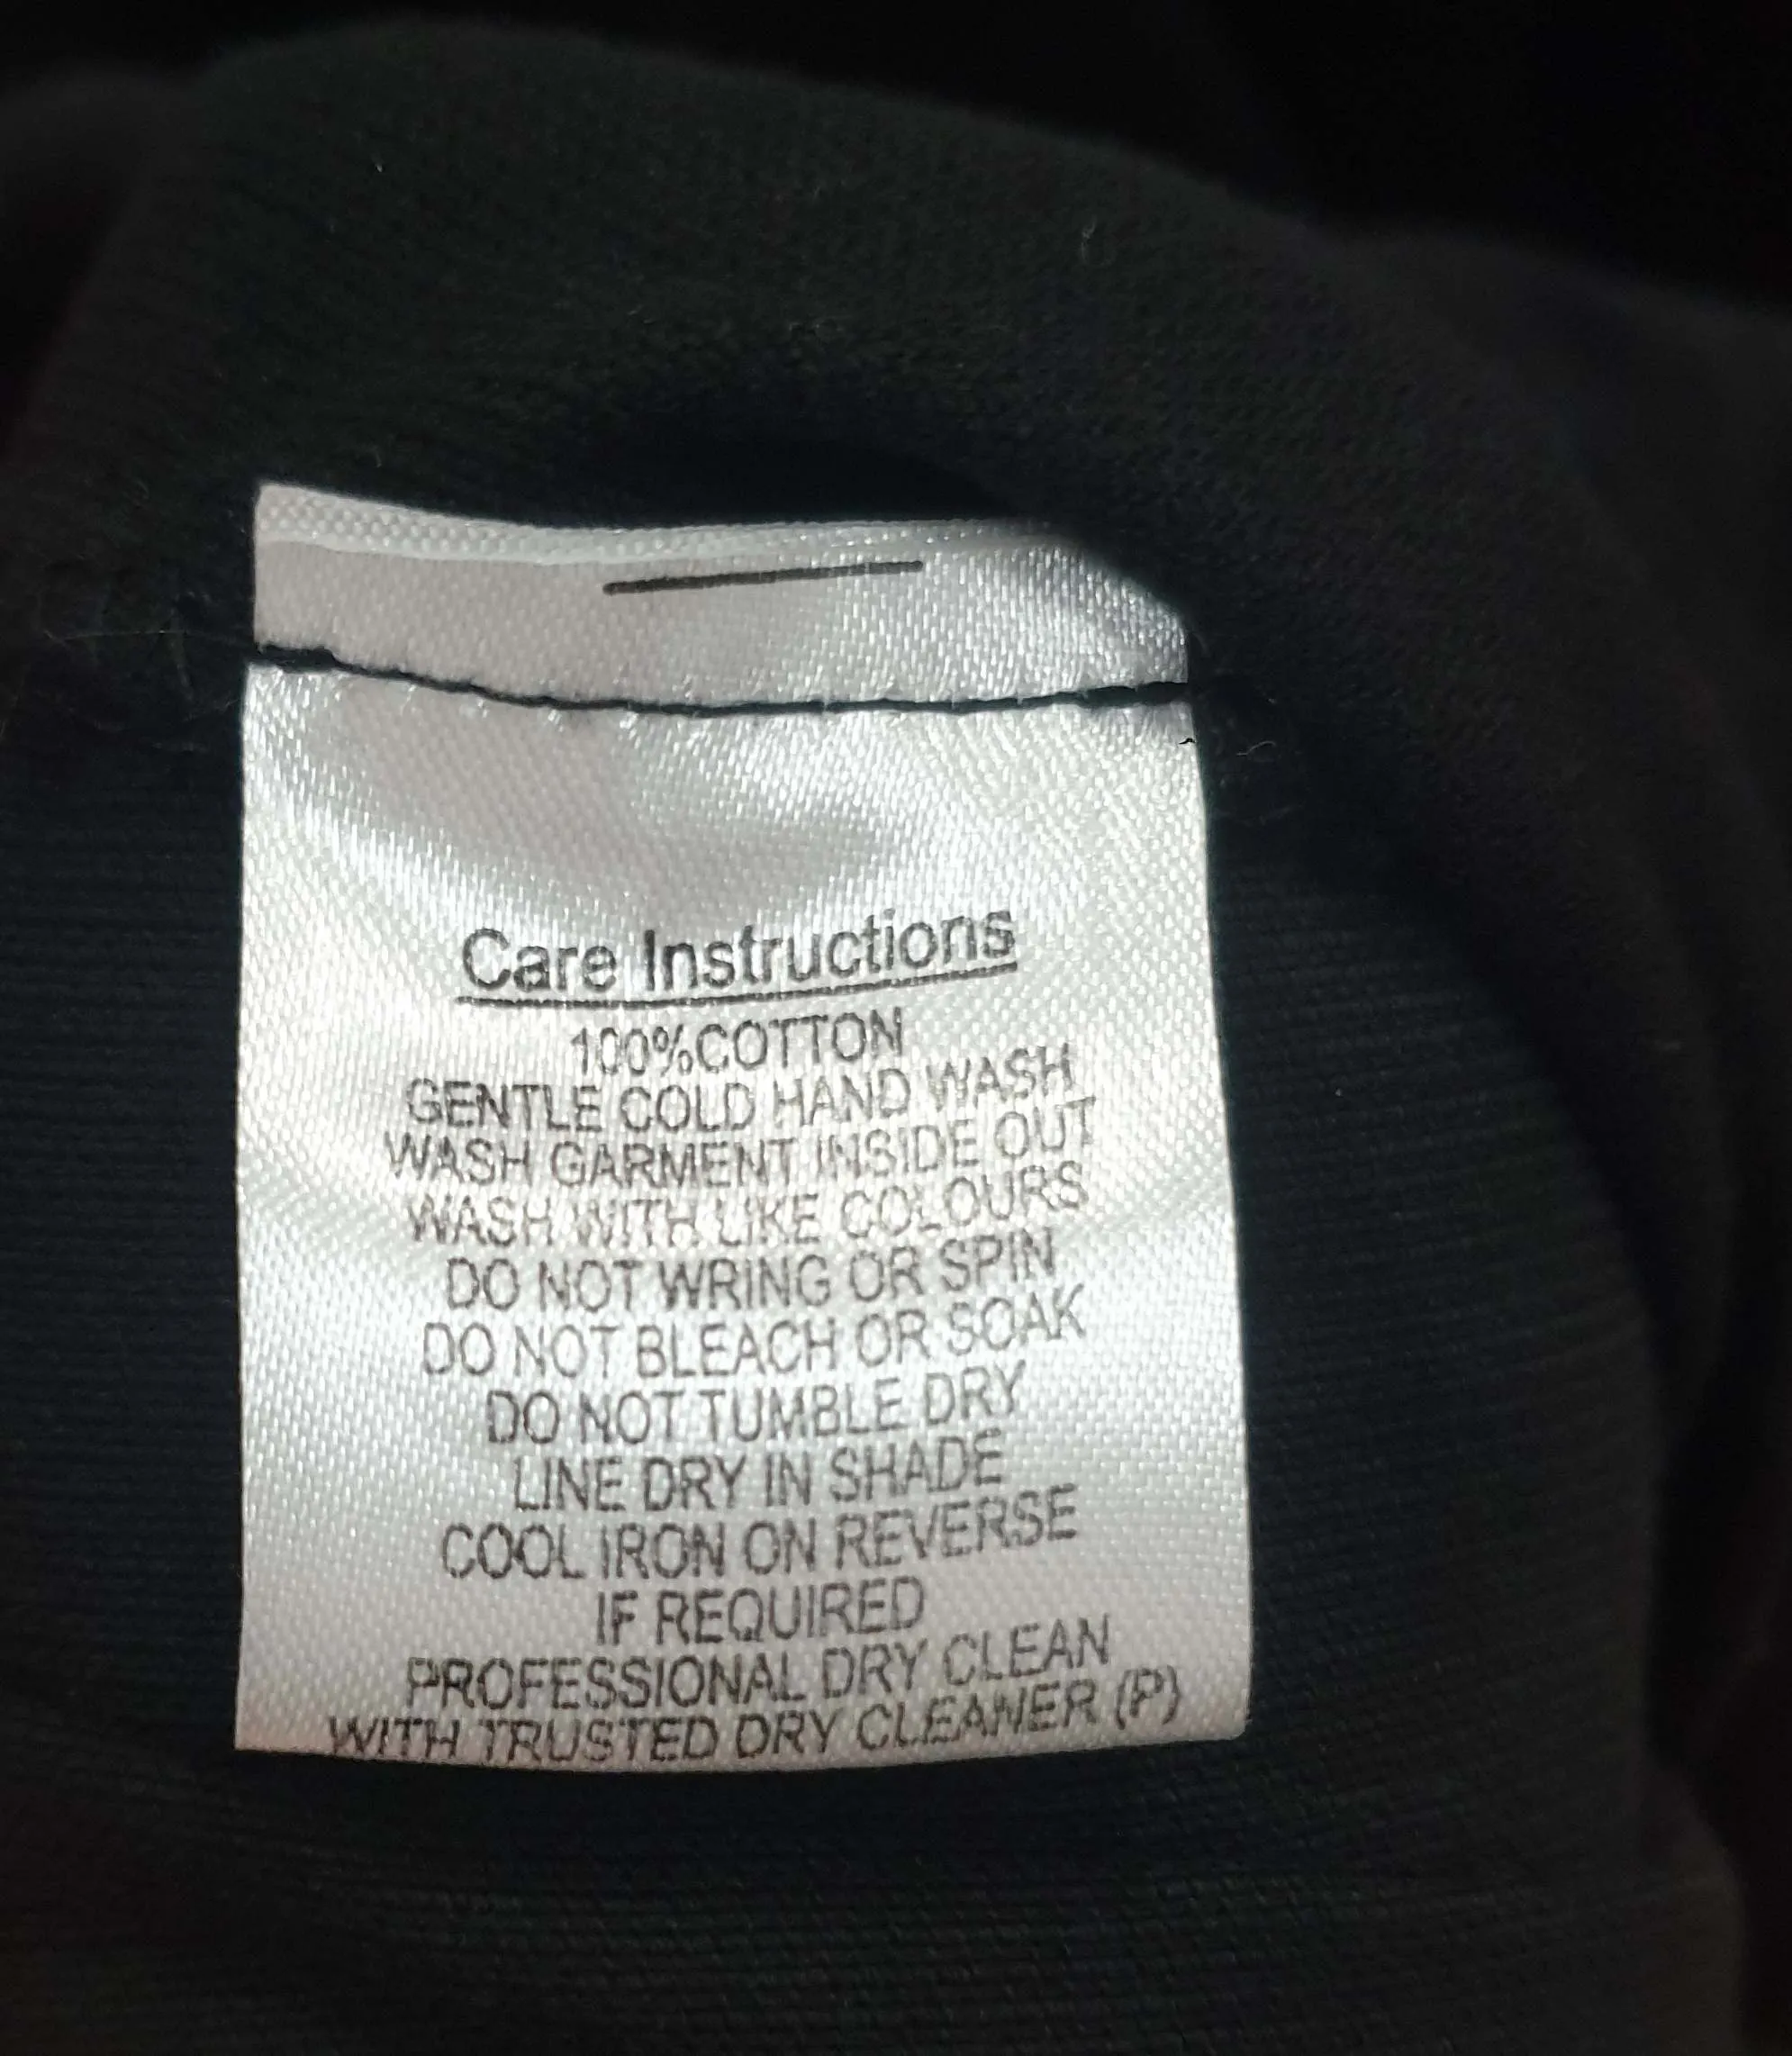 Care Instructions
100%COTTON
GENTLE COLD HAND WASH
WASH GARMENT INSIDE OUT
WASH WITH LIKE COLOURS
DO NOT WRING OR SPIN
DO NOT BLEACH OR SOAK
DO NOT TUMBLE DRY
LINE DRY IN SHADE
COOL IRON ON REVERSE
IF REQUIRED
PROFESSIONAL DRY CLEAN
WITH TRUSTED DRY CLEANER (P)